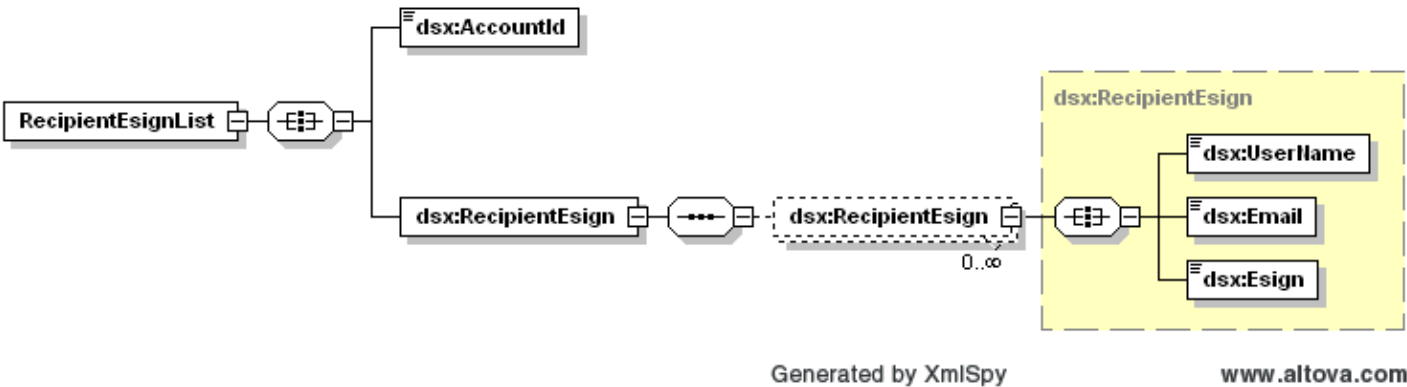 dsx:AccountId
RecipientEsignList
dsx:RecipientEsign
dsx:RecipientEsign
0..∞
dsx:RecipientEsign
dsx:UserName
dsx:Email
dsx:Esign
Generated by XmlSpy
www.altova.com